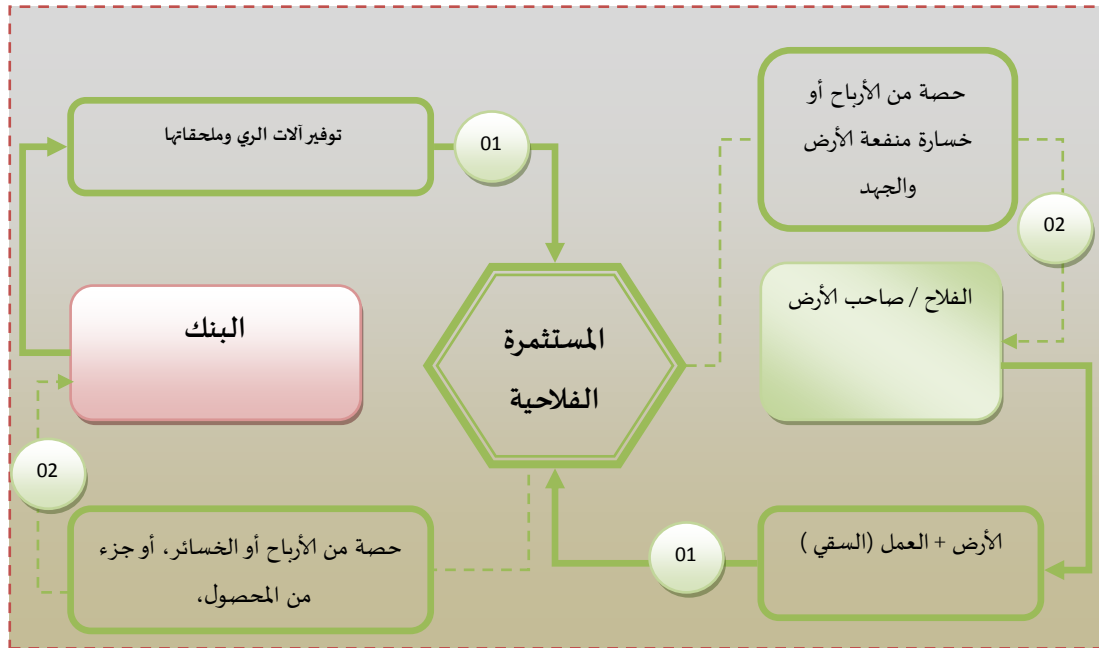 حصة من الأرباح أو
خسارة منفعة الأرض
والجهد
توفير آلات الري وملحقاتها
01
02
الفلاح / صاحب الأرض
البنك
المستثمرة
الفلاحية
02
الأرض + العمل (السقي )
01
حصة من الأرباح أو الخسائر، أو جزء
من المحصول،